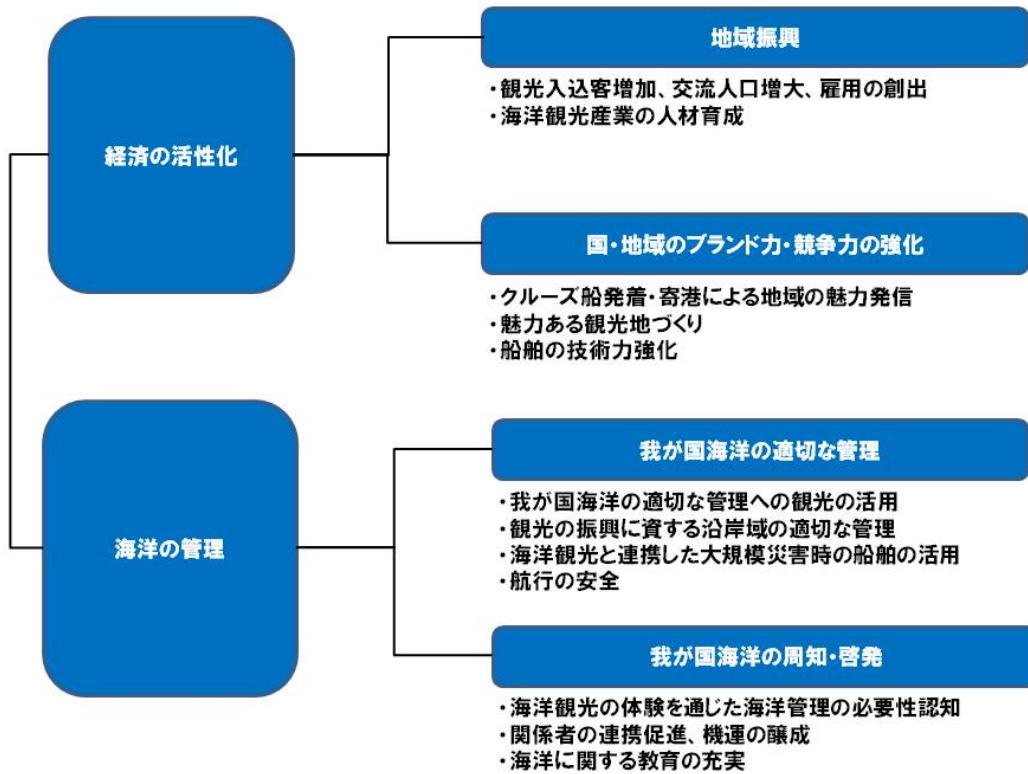 経済の活性化
地域振興
・観光入込客増加、交流人口増大、雇用の創出
・海洋観光産業の人材育成
国・地域のブランド力・競争力の強化
・クルーズ船発着・寄港による地域の魅力発信
・魅力ある観光地づくり
・船舶の技術力強化
海洋の管理
我が国海洋の適切な管理
・我が国海洋の適切な管理への観光の活用
・観光の振興に資する沿岸域の適切な管理
・海洋観光と連携した大規模災害時の船舶の活用
・航行の安全
我が国海洋の周知・啓発
・海洋観光の体験を通じた海洋管理の必要性認知
・関係者の連携促進、機運の醸成
・海洋に関する教育の充実